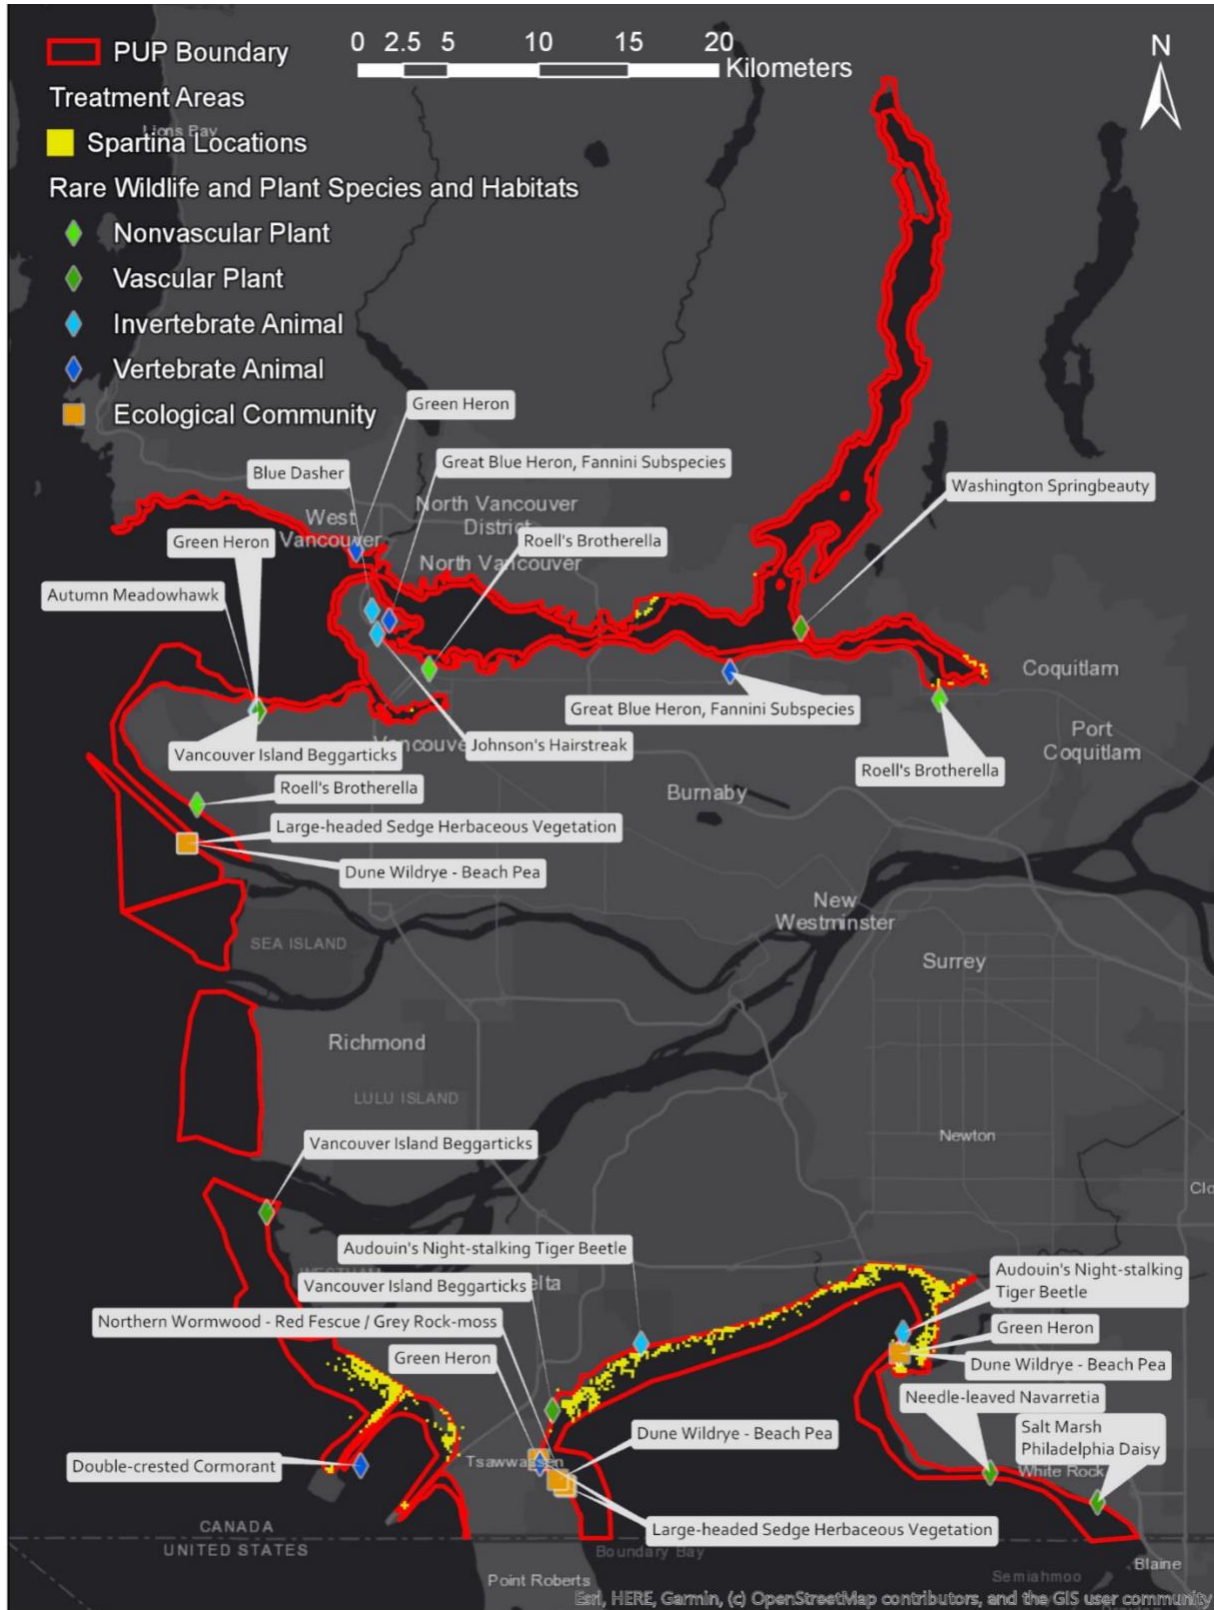 PUP Boundary
Treatment Areas
Spartina Locations
Rare Wildlife and Plant Species and Habitats
Nonvascular Plant
Vascular Plant
Invertebrate Animal
Vertebrate Animal
Ecological Community
0 2.5 5 10 15 20
Kilometers
N
Lions Bay
Green Heron
Great Blue Heron, Fannini Subspecies
Blue Dasher
Washington Springbeauty
North Vancouver
District
West
Vancouver
Green Heron
Roell's Brotherella
North Vancouver
Autumn Meadowhawk
Coquitlam
Great Blue Heron, Fannini Subspecies
Port
Coquitlam
Vancouver Island Beggarticks
Vancouve
Johnson's Hairstreak
Roell's Brotherella
Roell's Brotherella
Burnaby
Large-headed Sedge Herbaceous Vegetation
Dune Wildrye - Beach Pea
New
Westminster
SEA ISLAND
Surrey
Richmond
LULU ISLAND
Newton
Vancouver Island Beggarticks
Clo
Audouin's Night-stalking Tiger Beetle
Audouin's Night-stalking
Tiger Beetle
WESTHAM
Vancouver Island Beggarticks
elta
Northern Wormwood - Red Fescue / Grey Rock-moss
Green Heron
Green Heron
Dune Wildrye - Beach Pea
Needle-leaved Navarretia
Salt Marsh
Philadelphia Daisy
Dune Wildrye - Beach Pea
Double-crested Cormorant
Tsawwassen
White Rock
CANADA
UNITED STATES
Large-headed Sedge Herbaceous Vegetation
Boundary Bay
Blaine
Semiahmoo
Point Roberts
Esri, HERE, Garmin, (c) OpenStreetMap contributors, and the GIS user community